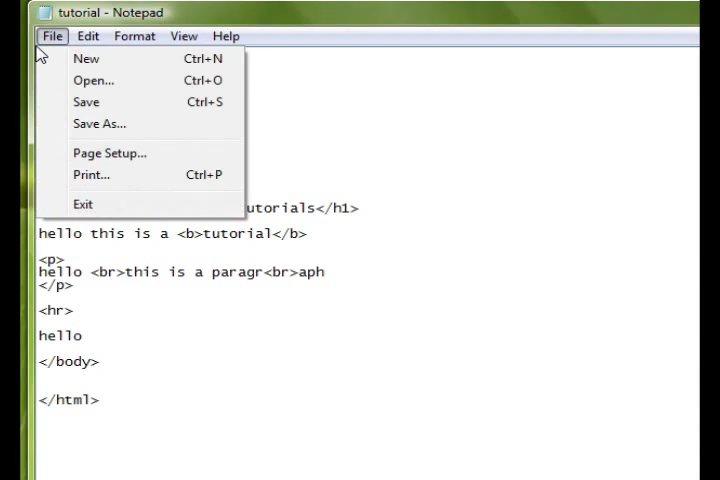 tutorial - Notepad
File Edit Format View Help
New Ctrl+N
Open... Ctrl+O
Save Ctrl+S
Save As...
Page Setup...
Print... Ctrl+P
Exit
utorials</h1>
hello this is a <b>tutorial</b>
<p>
hello <br>this is a paragr<br>aph
</p>
<hr>
hello
</body>
</html>